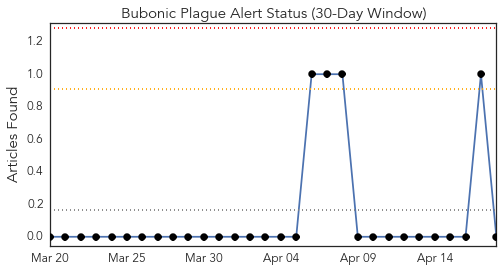 Bubonic Plague Alert Status (30-Day Window)
Articles Found
1.2
1.0
0.8
0.6
0.4
0.2
0.0
Mar 20 Mar 25 Mar 30 Apr 04 Apr 09 Apr 14